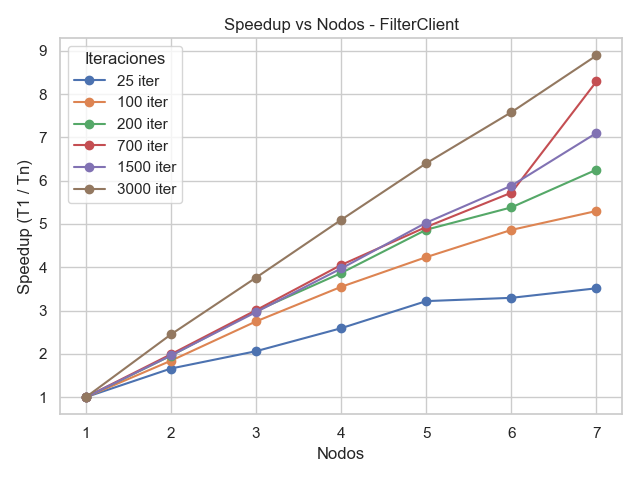 Speedup vs Nodos - FilterClient
Iteraciones
25 iter
100 iter
200 iter
700 iter
1500 iter
3000 iter
Speedup (T1 / Tn)
9
8
7
6
5
4
3
2
1
1 2 3 4 5 6 7
Nodos